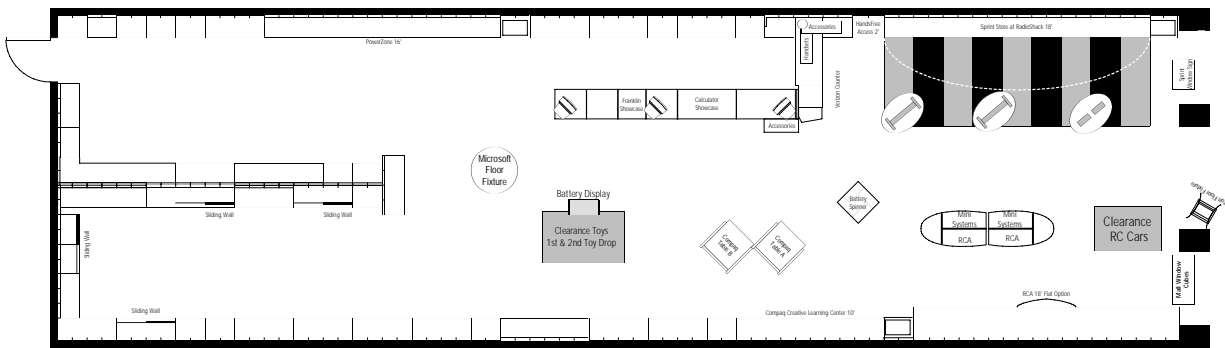 Accessories
HandsFree
Access 2'
Sprint Store at RadioShack 18'
PowerZone 16'
Handsets
Verizon Counter
Sprint
Window Sign
Franklin
Showcase
Calculator
Showcase
Accessories
Microsoft
Floor
Fixture
Battery Display
Clearance Toys
1st & 2nd Toy Drop
Battery
Spinner
Sliding Wall
Sliding Wall
Sliding Wall
Sliding Wall
Compaq
Table B
Compaq
Table A
Mini
Systems
RCA
Mini
Systems
RCA
Clearance
RC Cars
Floor Fixture
Mall Window
Cubes
RCA 18' Flat Option
Compaq Creative Learning Center 10'